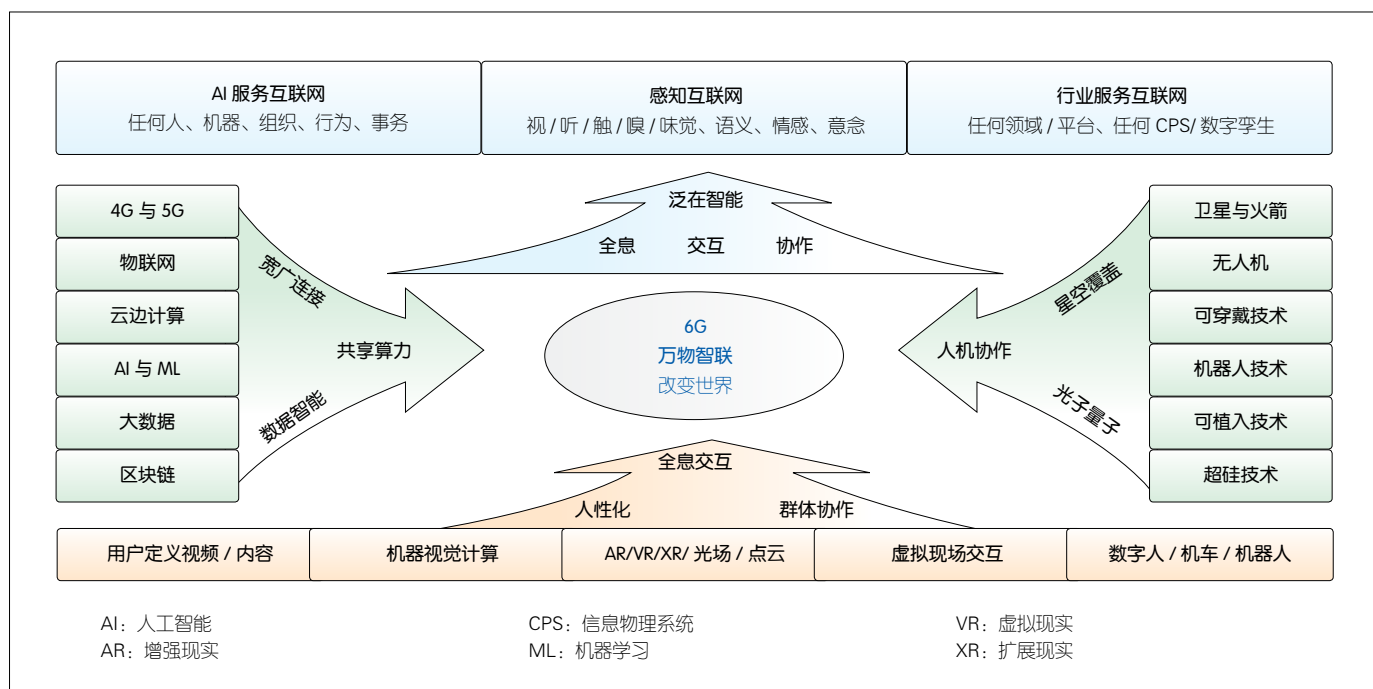 AI 服务互联网
任何人、机器、组织、行为、事务
感知互联网
视 / 听 / 触 / 嗅 / 味觉、语义、情感、意念
行业服务互联网
任何领域 / 平台、任何 CPS/ 数字孪生
泛在智能
全息 交互 协作
4G 与 5G
物联网
云边计算
AI 与 ML
大数据
区块链
宽广连接
共享算力
数据智能
6G
万物智联
改变世界
星空覆盖
人机协作
光子量子
卫星与火箭
无人机
可穿戴技术
机器人技术
可植入技术
超硅技术
全息交互
人性化 群体协作
用户定义视频 / 内容
机器视觉计算
AR/VR/XR/ 光场 / 点云
虚拟现场交互
数字人 / 机车 / 机器人
AI：人工智能
AR：增强现实
CPS：信息物理系统
ML：机器学习
VR：虚拟现实
XR：扩展现实